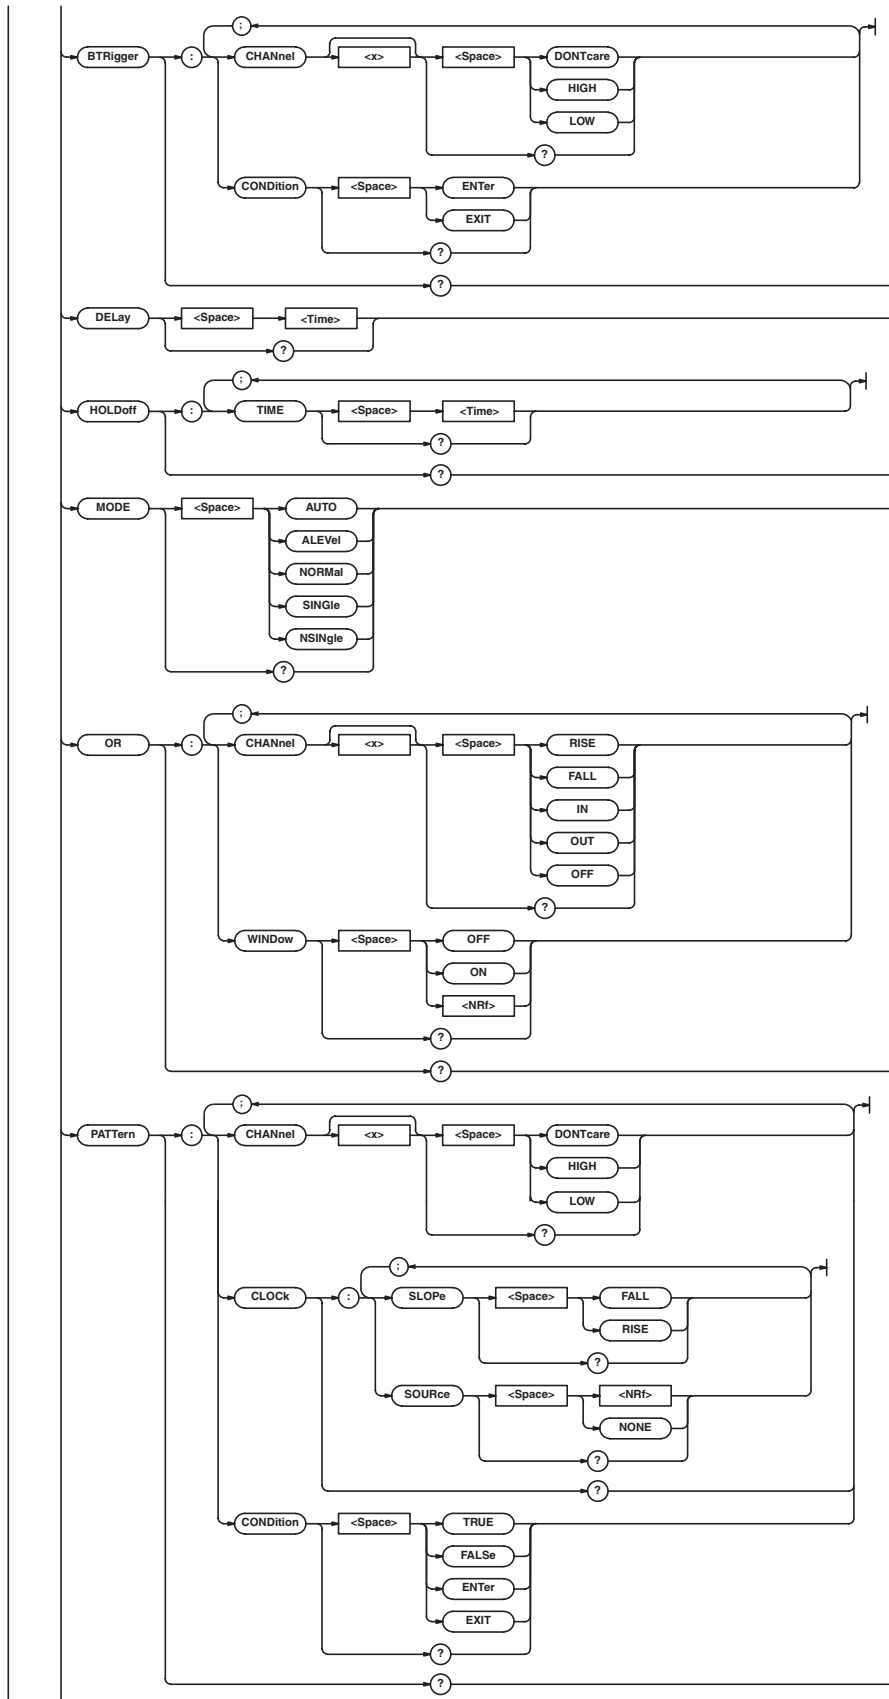 ;
BTRigger : CHANnel <x> <Space> DONTcare
HIGH
LOW
?
CONDition <Space> ENTer
EXIT
?
?
DELay <Space> <Time>
?
;
HOLDoff : TIME <Space> <Time>
?
?
MODE <Space> AUTO
ALEVel
NORMal
SINGle
NSINgle
?
;
OR : CHANnel <x> <Space> RISE
FALL
IN
OUT
OFF
?
WINDow <Space> OFF
ON
<NRf>
?
?
;
PATTern : CHANnel <x> <Space> DONTcare
HIGH
LOW
?
;
CLOCk : SLOPe <Space> FALL
RISE
?
SOURce <Space> <NRf>
NONE
?
?
CONDition <Space> TRUE
FALSe
ENTer
EXIT
?
?